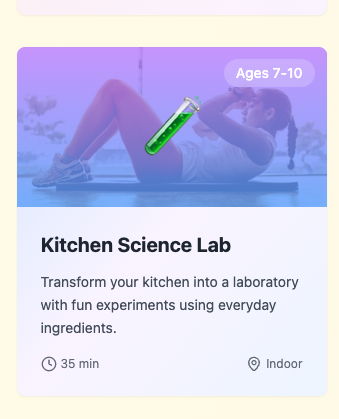 Ages 7-10
Kitchen Science Lab
Transform your kitchen into a laboratory
with fun experiments using everyday
ingredients.
35 min
Indoor